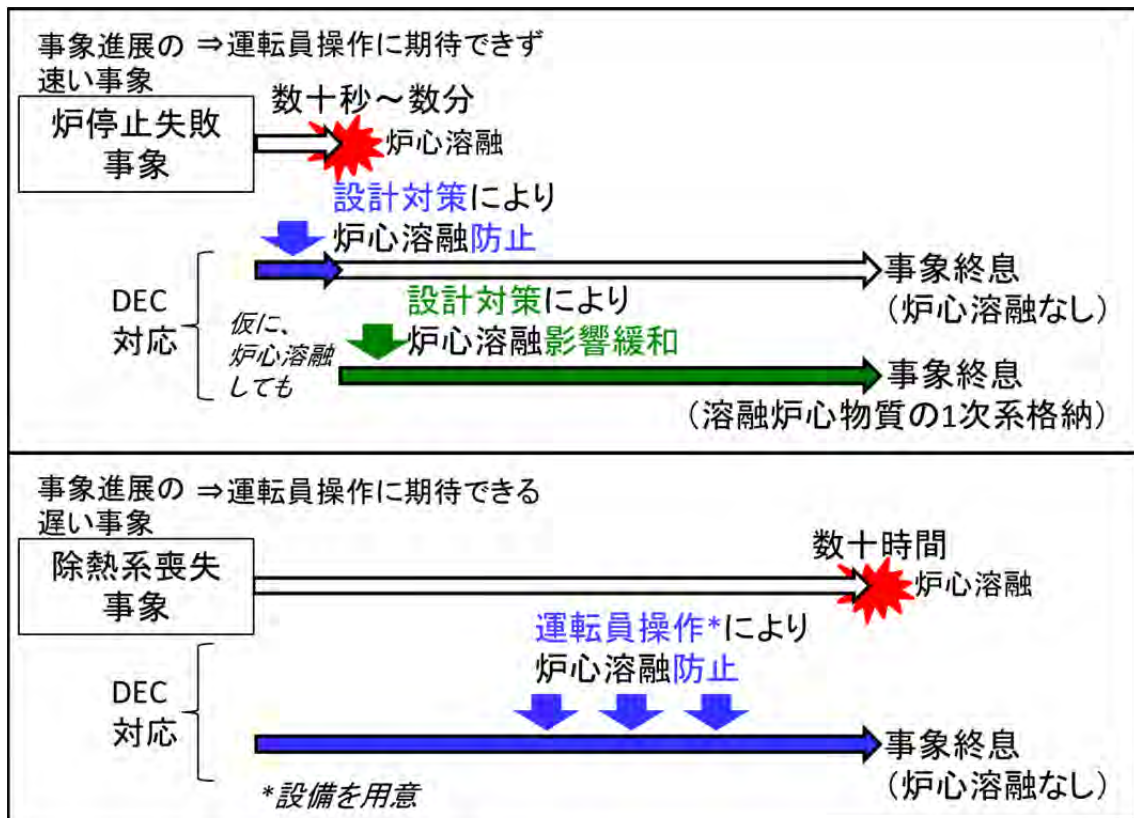 事象進展の ⇒運転員操作に期待できず
速い事象
炉停止失敗
事象
数十秒～数分
炉心溶融
設計対策により
炉心溶融防止
DEC
対応
事象終息
(炉心溶融なし)
仮に、
炉心溶融
しても
設計対策により
炉心溶融影響緩和
事象終息
(溶融炉心物質の1次系格納)
事象進展の ⇒運転員操作に期待できる
遅い事象
除熱系喪失
事象
数十時間
炉心溶融
運転員操作*により
炉心溶融防止
DEC
対応
事象終息
(炉心溶融なし)
*設備を用意